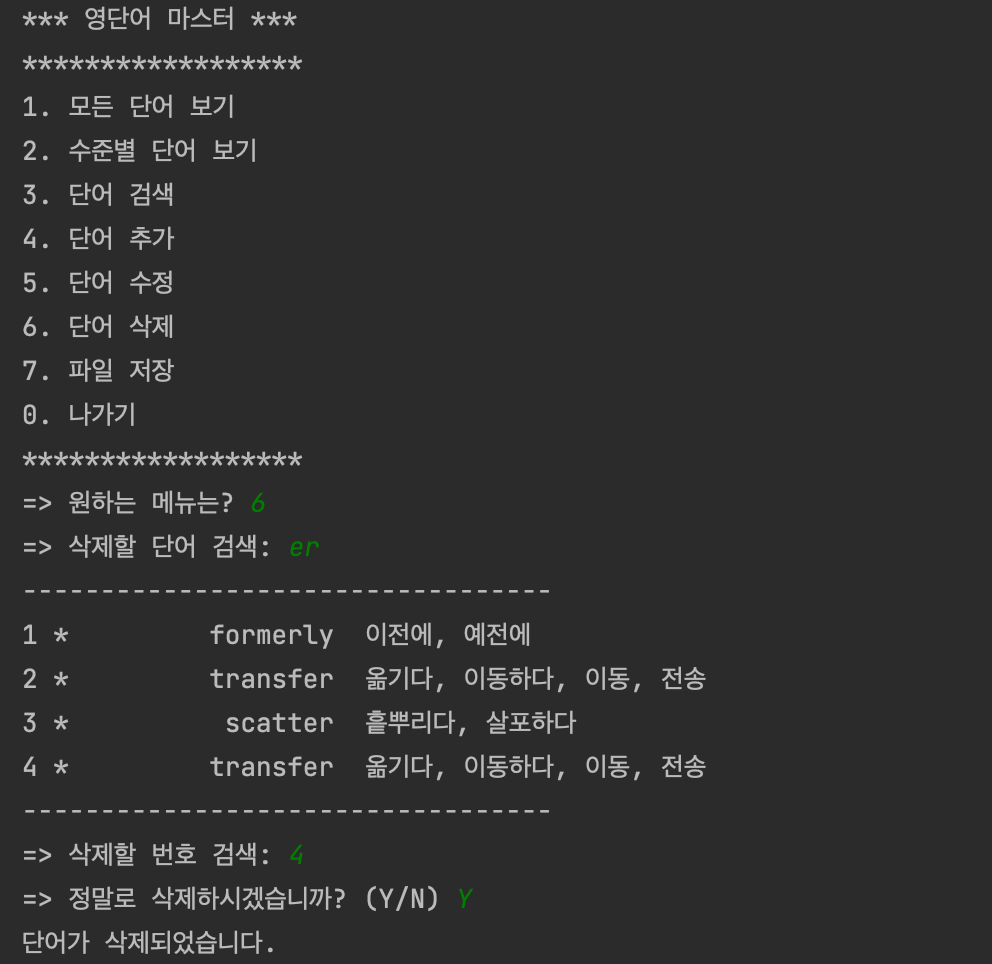 *** 영단어 마스터 ***
******************
1. 모든 단어 보기
2. 수준별 단어 보기
3. 단어 검색
4. 단어 추가
5. 단어 수정
6. 단어 삭제
7. 파일 저장
0. 나가기
******************
=> 원하는 메뉴는? 6
=> 삭제할 단어 검색: er
----------------------------------
1 *         formerly  이전에, 예전에
2 *         transfer  옮기다, 이동하다, 이동, 전송
3 *          scatter  흩뿌리다, 살포하다
4 *         transfer  옮기다, 이동하다, 이동, 전송
----------------------------------
=> 삭제할 번호 검색: 4
=> 정말로 삭제하시겠습니까? (Y/N) Y
단어가 삭제되었습니다.